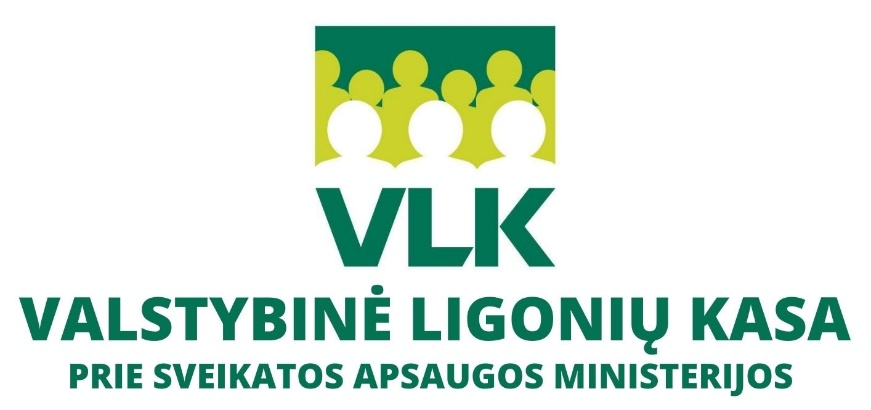 VLK
VALSTYBINĖ LIGONIŲ KASA
PRIE SVEIKATOS APSAUGOS MINISTERIJOS